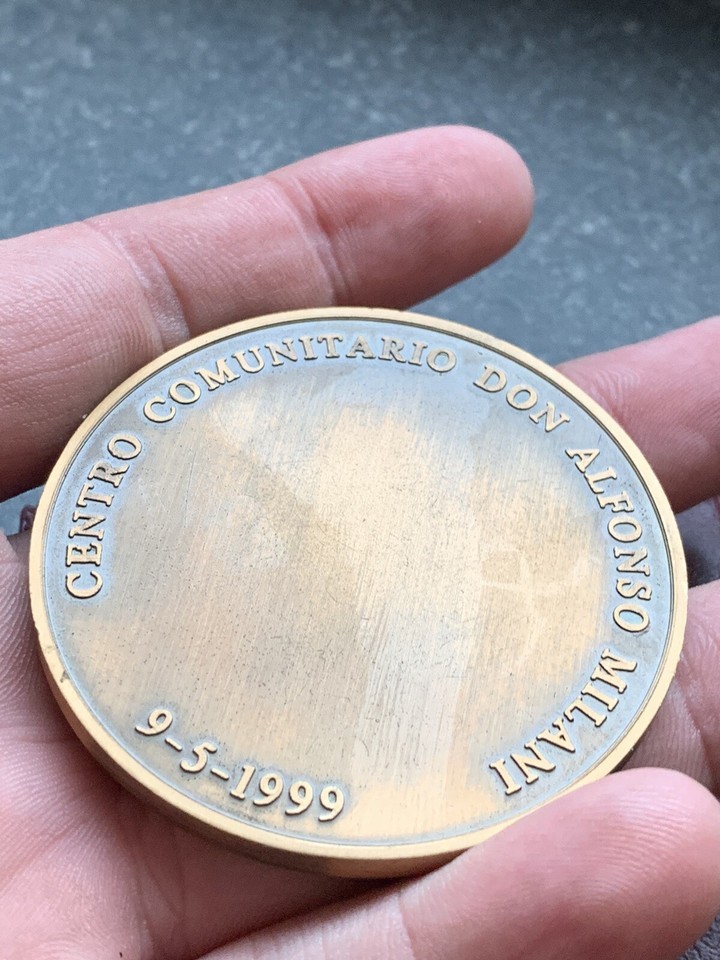 CENTRO COMUNITARIO DON ALFONSO MILANI
9-5-1999